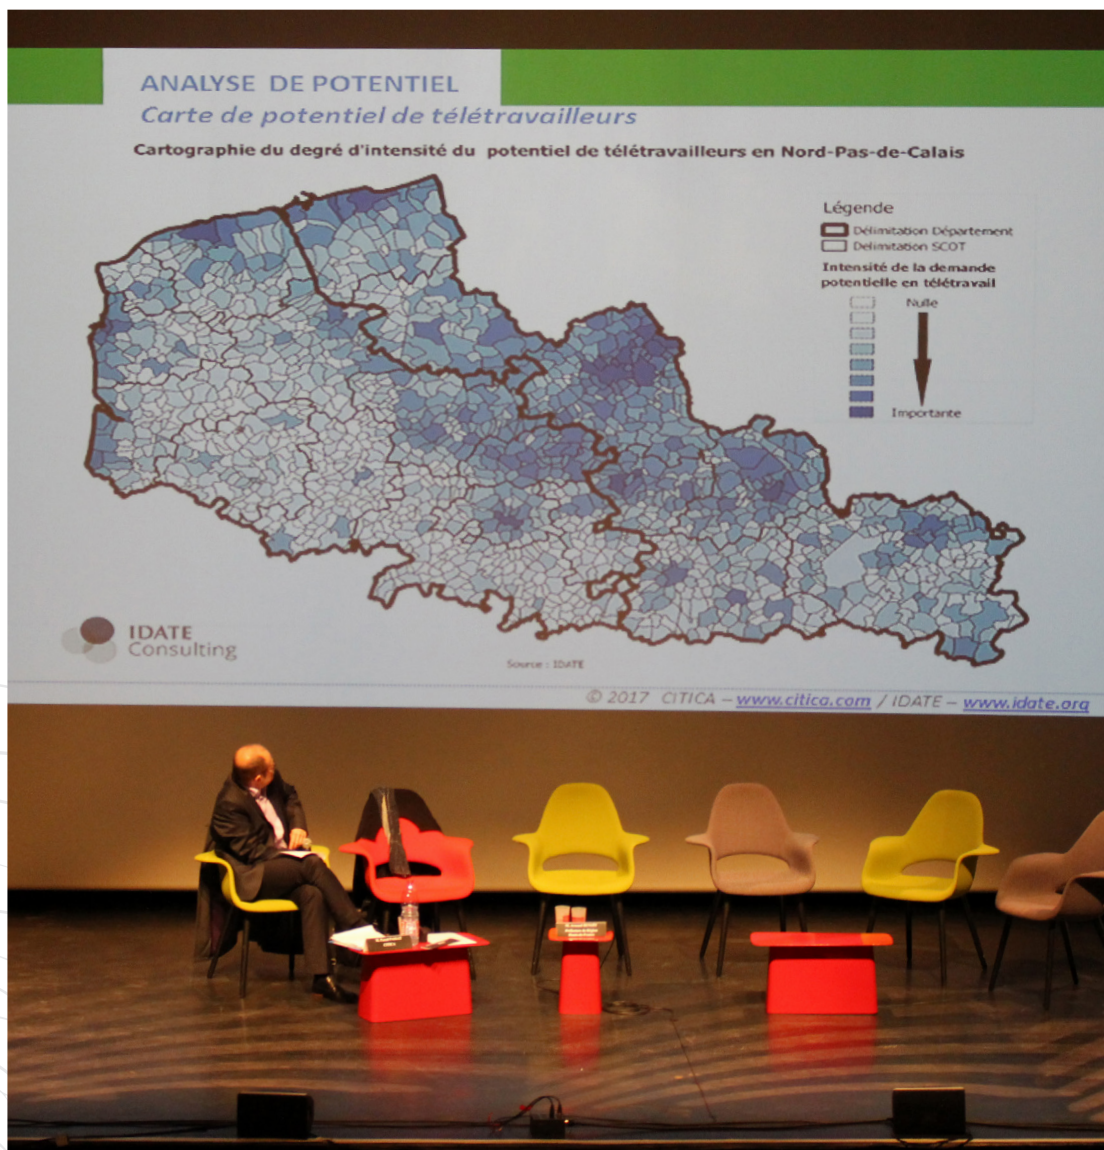 ANALYSE DE POTENTIEL
Carte de potentiel de télétravailleurs
Cartographie du degré d'intensité du potentiel de télétravailleurs en Nord-Pas-de-Calais
Légende
Délimitation Département
Delimitation SCOT
Intensité de la demande
potentielle en télétravail
Nulle
Importante
IDATE
Consulting
Source : IDATE
© 2017 CITICA – www.citica.com / IDATE – www.idate.org